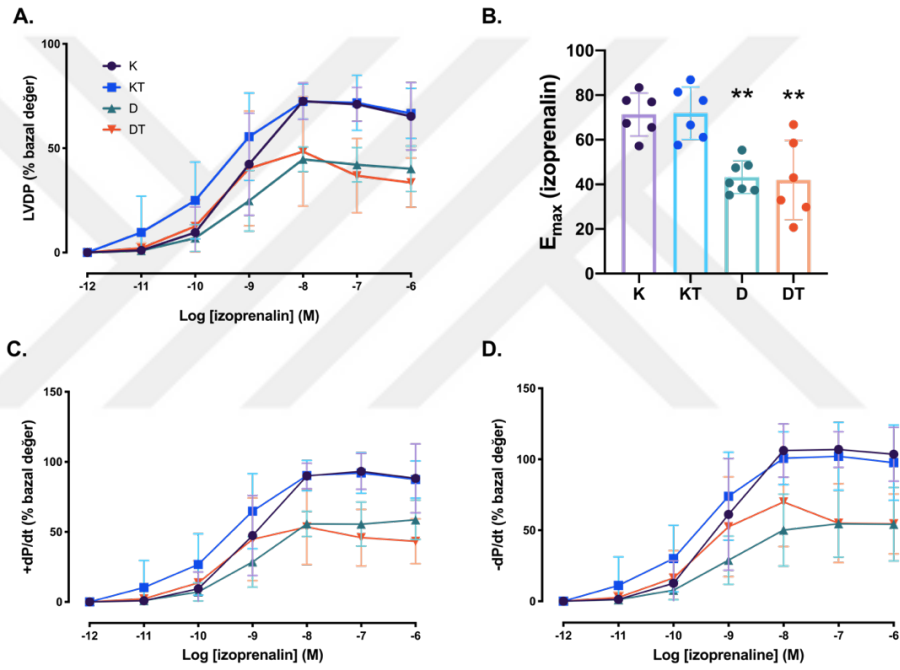 A.
LVDP (% bazal değer)
100
50
0
K
KT
D
DT
-12 -11 -10 -9 -8 -7 -6
Log [izoprenalin] (M)
B.
Emax (izoprenalin)
100
80
60
40
20
0
** **
K KT D DT
C.
+dP/dt (% bazal değer)
150
100
50
0
-12 -11 -10 -9 -8 -7 -6
Log [izoprenalin] (M)
D.
-dP/dt (% bazal değer)
150
100
50
0
-12 -11 -10 -9 -8 -7 -6
Log [izoprenaline] (M)